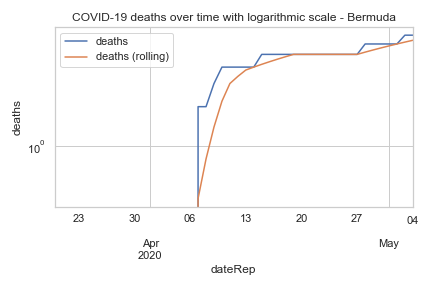 COVID-19 deaths over time with logarithmic scale - Bermuda
deaths
deaths (rolling)
deaths
10⁰
23 30 06 13 20 27 04
Apr May
2020
dateRep